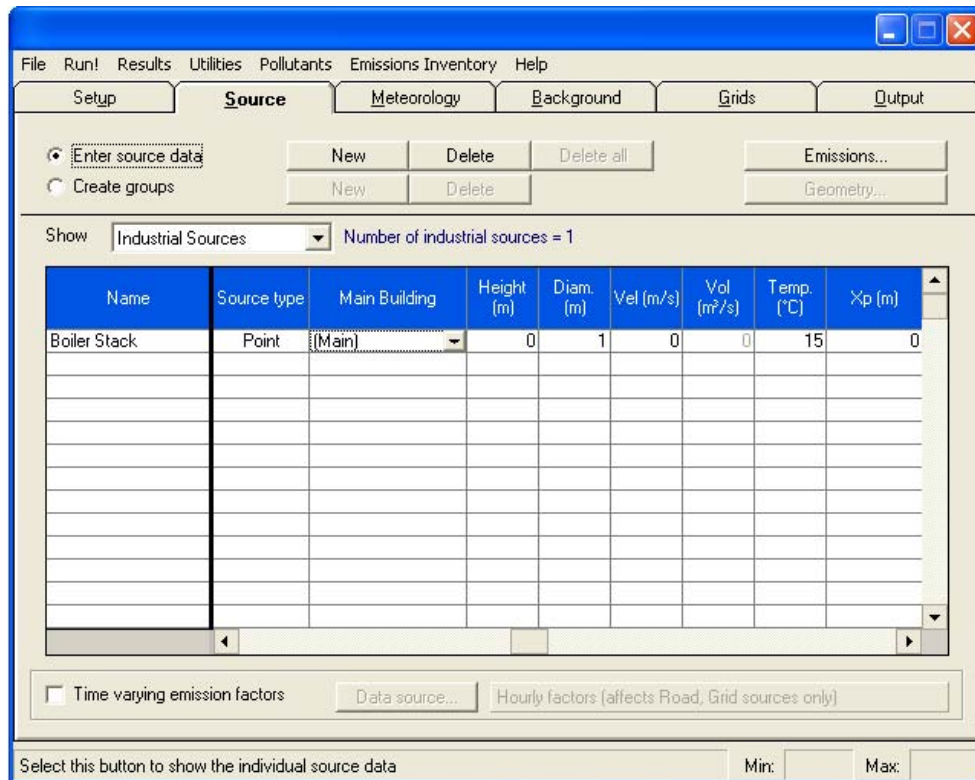 File Run! Results Utilities Pollutants Emissions Inventory Help
Setup Source Meteorology Background Grids Output
Enter source data New Delete Delete all Emissions...
Create groups New Delete Geometry...
Show Industrial Sources Number of industrial sources = 1
Name Source type Main Building Height (m) Diam. (m) Vel (m/s) Vol (m³/s) Temp. (°C) Xp (m)
Boiler Stack Point (Main) 0 1 0 0 15 0
Time varying emission factors Data source... Hourly factors (affects Road, Grid sources only)
Select this button to show the individual source data Min: Max: